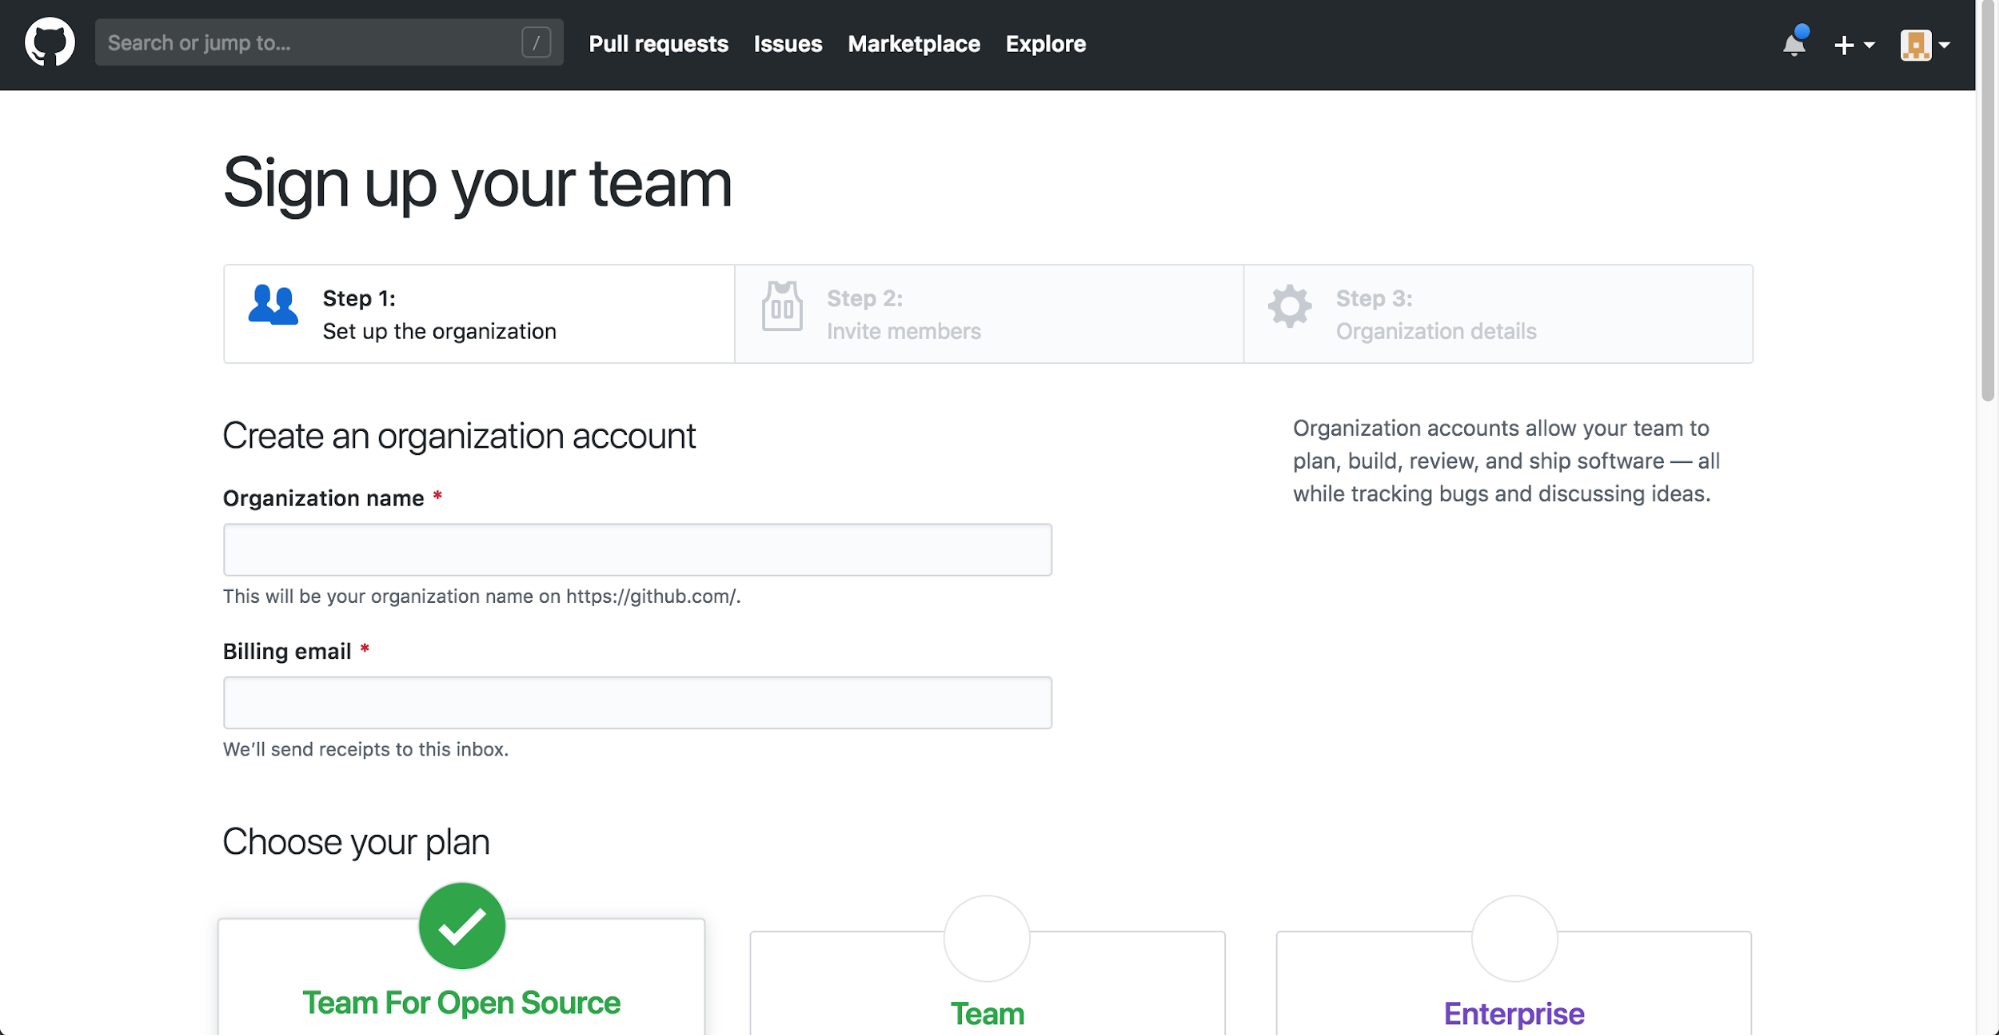 Search or jump to...
/
Pull requests
Issues
Marketplace
Explore
Sign up your team
Step 1:
Set up the organization
Step 2:
Invite members
Step 3:
Organization details
Create an organization account
Organization name *
This will be your organization name on https://github.com/.
Billing email *
We’ll send receipts to this inbox.
Organization accounts allow your team to
plan, build, review, and ship software — all
while tracking bugs and discussing ideas.
Choose your plan
Team For Open Source
Team
Enterprise